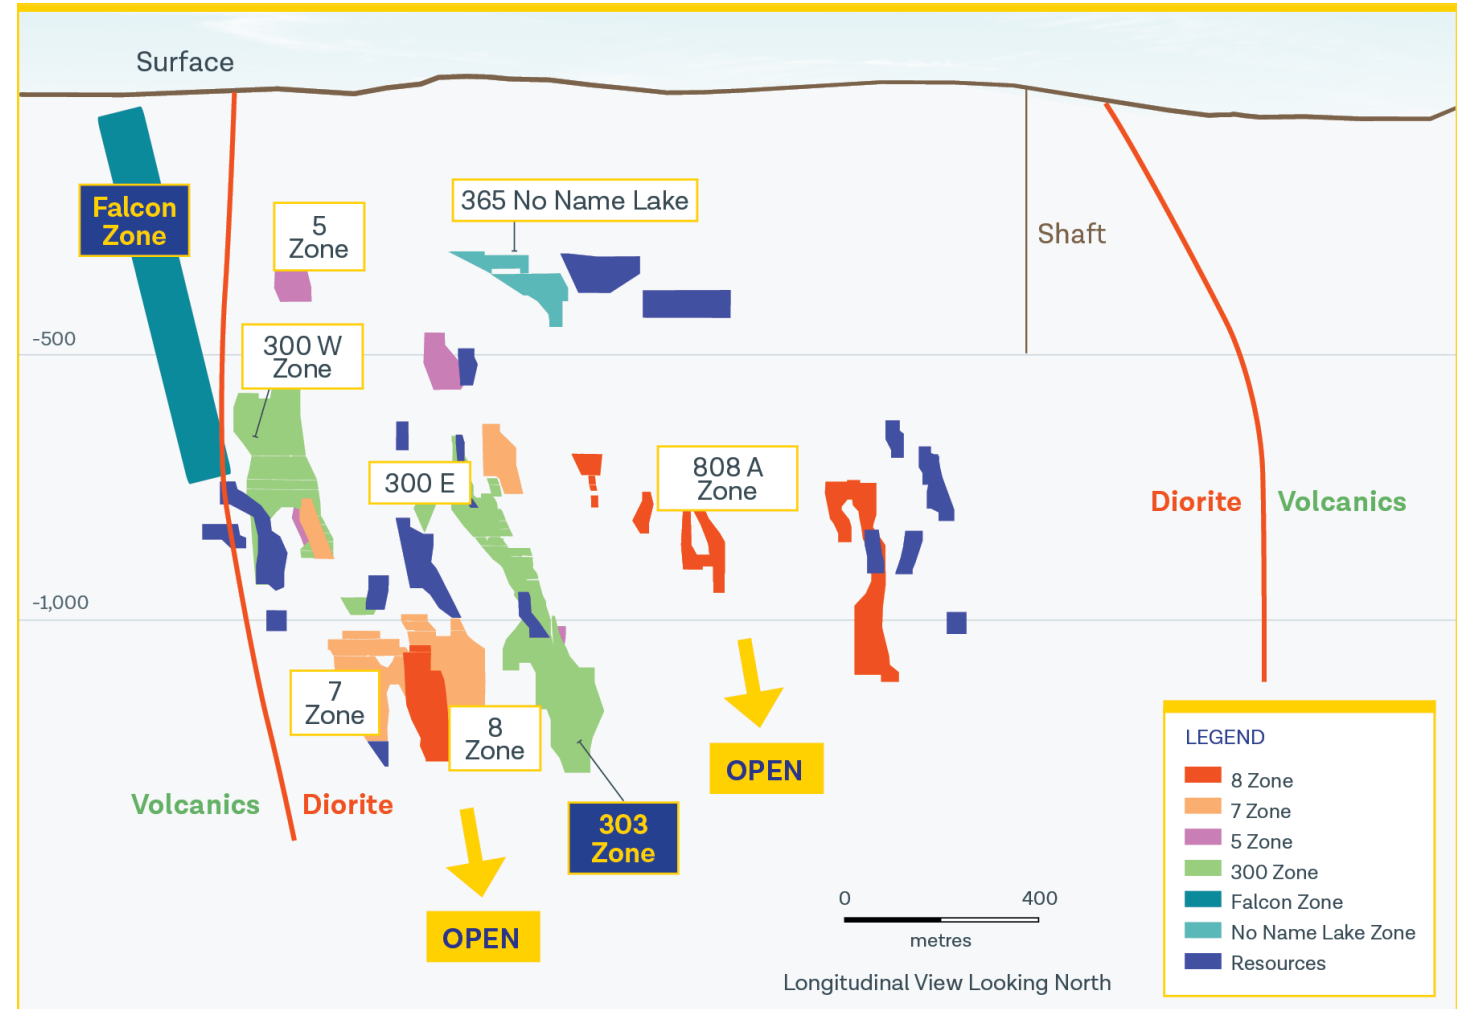 Surface
Falcon
Zone
5
Zone
365 No Name Lake
Shaft
-500
300 W
Zone
300 E
808 A
Zone
Diorite
Volcanics
-1,000
7
Zone
8
Zone
OPEN
Volcanics
Diorite
303
Zone
OPEN
0
400
metres
Longitudinal View Looking North
LEGEND
8 Zone
7 Zone
5 Zone
300 Zone
Falcon Zone
No Name Lake Zone
Resources